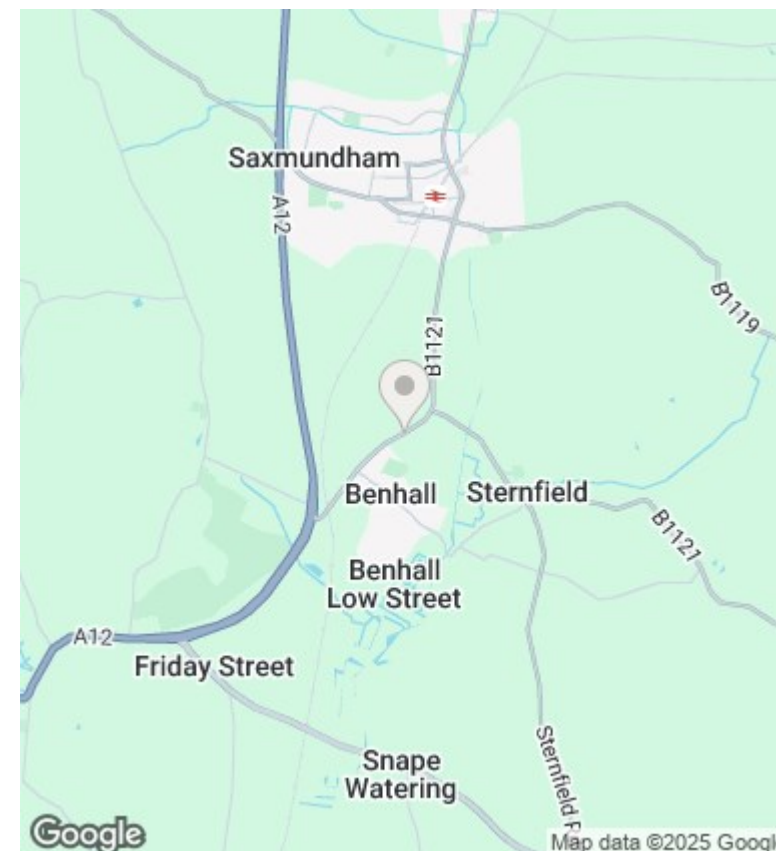 Saxmundham
A12
B1119
B1121
Benhall
Sternfield
B1121
Benhall
Low Street
A12
Friday Street
Snape
Watering
Sternfield R
Google
Map data ©2025 Googl